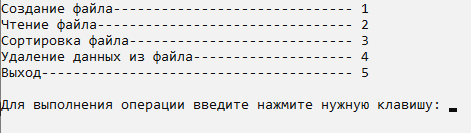 Создание файла------------------------------ 1
Чтение файла-------------------------------- 2
Сортировка файла---------------------------- 3
Удаление данных из файла-------------------- 4
Выход--------------------------------------- 5
Для выполнения операции введите нажмите нужную клавишу: